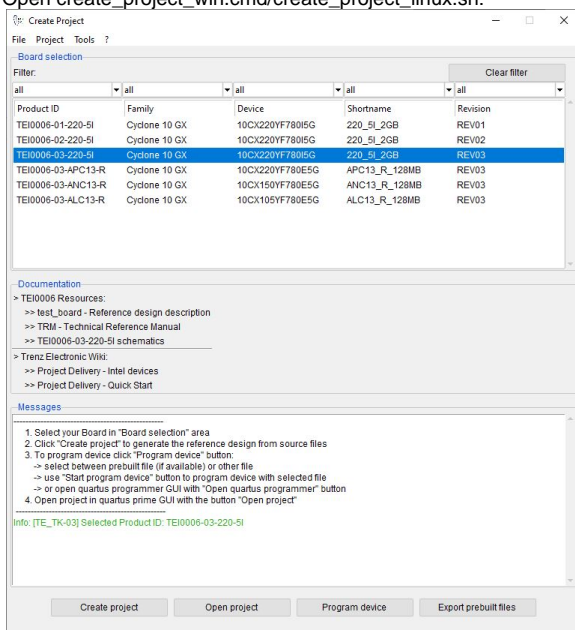 Open create_project_win.cmd/create_project_linux.sh.
Create Project
File Project Tools ?
Board selection
Filter:
Clear filter
all all all all all
Product ID Family Device Shortname Revision
TEI0006-01-220-5I Cyclone 10 GX 10CX220YF780I5G 220_5I_2GB REV01
TEI0006-02-220-5I Cyclone 10 GX 10CX220YF780I5G 220_5I_2GB REV02
TEI0006-03-220-5I Cyclone 10 GX 10CX220YF780I5G 220_5I_2GB REV03
TEI0006-03-APC13-R Cyclone 10 GX 10CX220YF780E5G APC13_R_128MB REV03
TEI0006-03-ANC13-R Cyclone 10 GX 10CX150YF780E5G ANC13_R_128MB REV03
TEI0006-03-ALC13-R Cyclone 10 GX 10CX105YF780E5G ALC13_R_128MB REV03
Documentation
> TEI0006 Resources:
>> test_board - Reference design description
>> TRM - Technical Reference Manual
>> TEI0006-03-220-5I schematics
> Trenz Electronic Wiki:
>> Project Delivery - Intel devices
>> Project Delivery - Quick Start
Messages
----------------------------------------------------
1. Select your Board in "Board selection" area
2. Click "Create project" to generate the reference design from source files
3. To program device click "Program device" button:
-> select between prebuilt file (if available) or other file
-> use "Start program device" button to program device with selected file
-> or open quartus programmer GUI with "Open quartus programmer" button
4. Open project in quartus prime GUI with the button "Open project"
----------------------------------------------------
Info: [TE_TK-03] Selected Product ID: TEI0006-03-220-5I
Create project Open project Program device Export prebuilt files